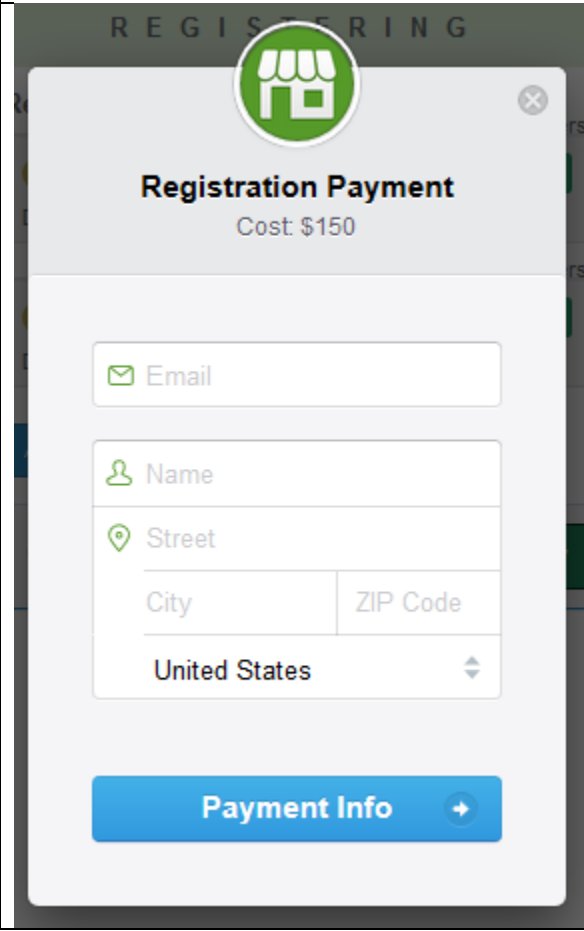 REGISTERING
Registration Payment
Cost: $150
Email
Name
Street
City ZIP Code
United States
Payment Info